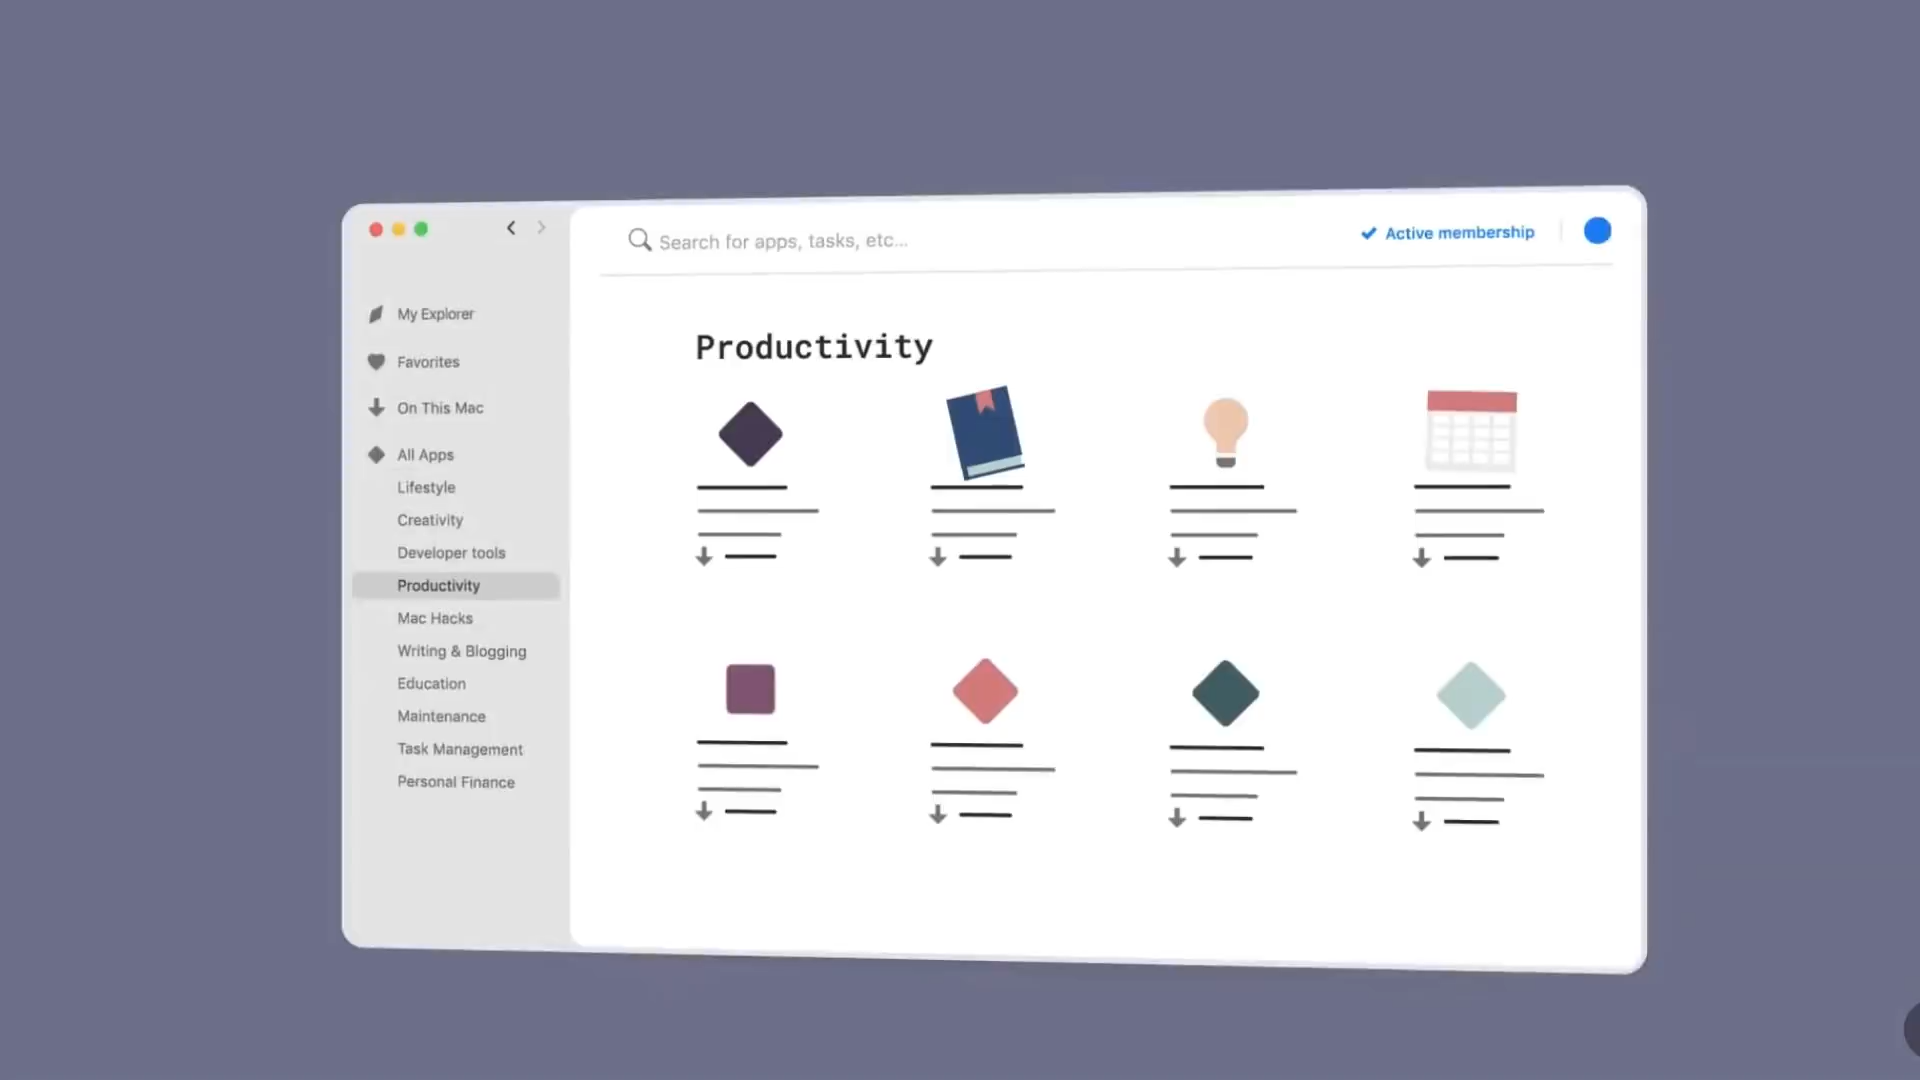 Search for apps, tasks, etc...
Active membership
My Explorer
Favorites
On This Mac
All Apps
Lifestyle
Creativity
Developer tools
Productivity
Mac Hacks
Writing & Blogging
Education
Maintenance
Task Management
Personal Finance
Productivity